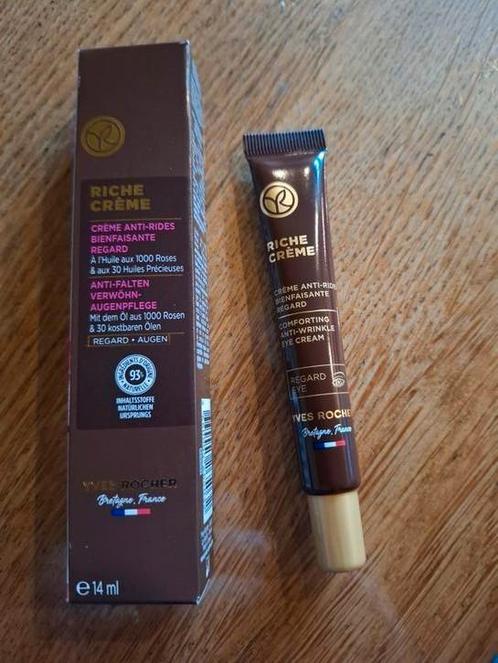 RICHE
CRÈME
CRÈME ANTI-RIDES
BIENFAISANTE
REGARD
À l'Huile aux 1000 Roses
& aux 30 Huiles Précieuses
ANTI-FALTEN
VERWÖHN-
AUGENPFLEGE
Mit dem Öl aus 1000 Rosen
& 30 kostbaren Ölen
REGARD • AUGEN
INGRÉDIENTS D'ORIGINE
NATURELLE
93%
INHALTSSTOFFE
NATÜRLICHEN
URSPRUNGS
YVES ROCHER
Bretagne, France
e 14 ml
RICHE
CRÈME
CRÈME ANTI-RIDES
BIENFAISANTE
REGARD
COMFORTING
ANTI-WRINKLE
EYE CREAM
REGARD
EYE
YVES ROCHER
Bretagne, France